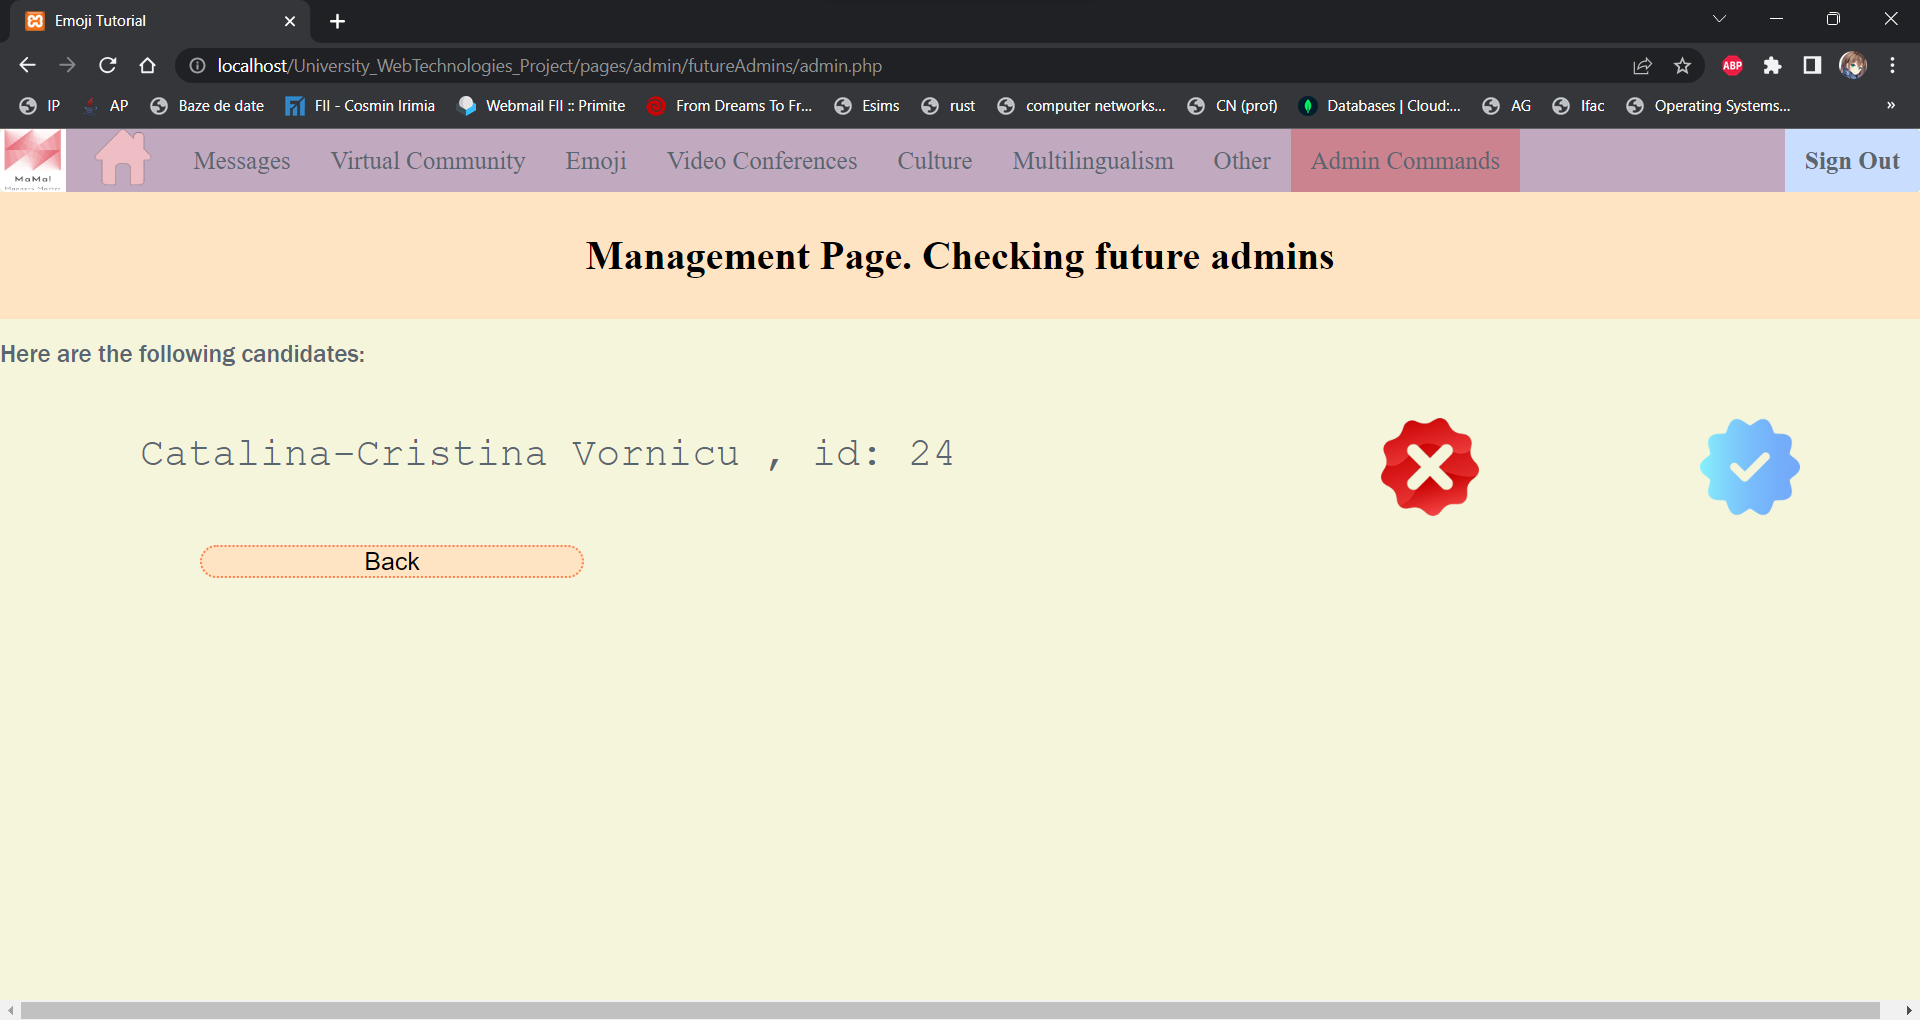 Emoji Tutorial
localhost/University_WebTechnologies_Project/pages/admin/futureAdmins/admin.php
ABP
IP AP Baze de date FII - Cosmin Irimia Webmail FII :: Primite From Dreams To Fr... Esims rust computer networks... CN (prof) Databases | Cloud:... AG Ifac Operating Systems... »
MaMa!
Messages Virtual Community Emoji Video Conferences Culture Multilingualism Other Admin Commands Sign Out
Management Page. Checking future admins
Here are the following candidates:
Catalina-Cristina Vornicu , id: 24
Back